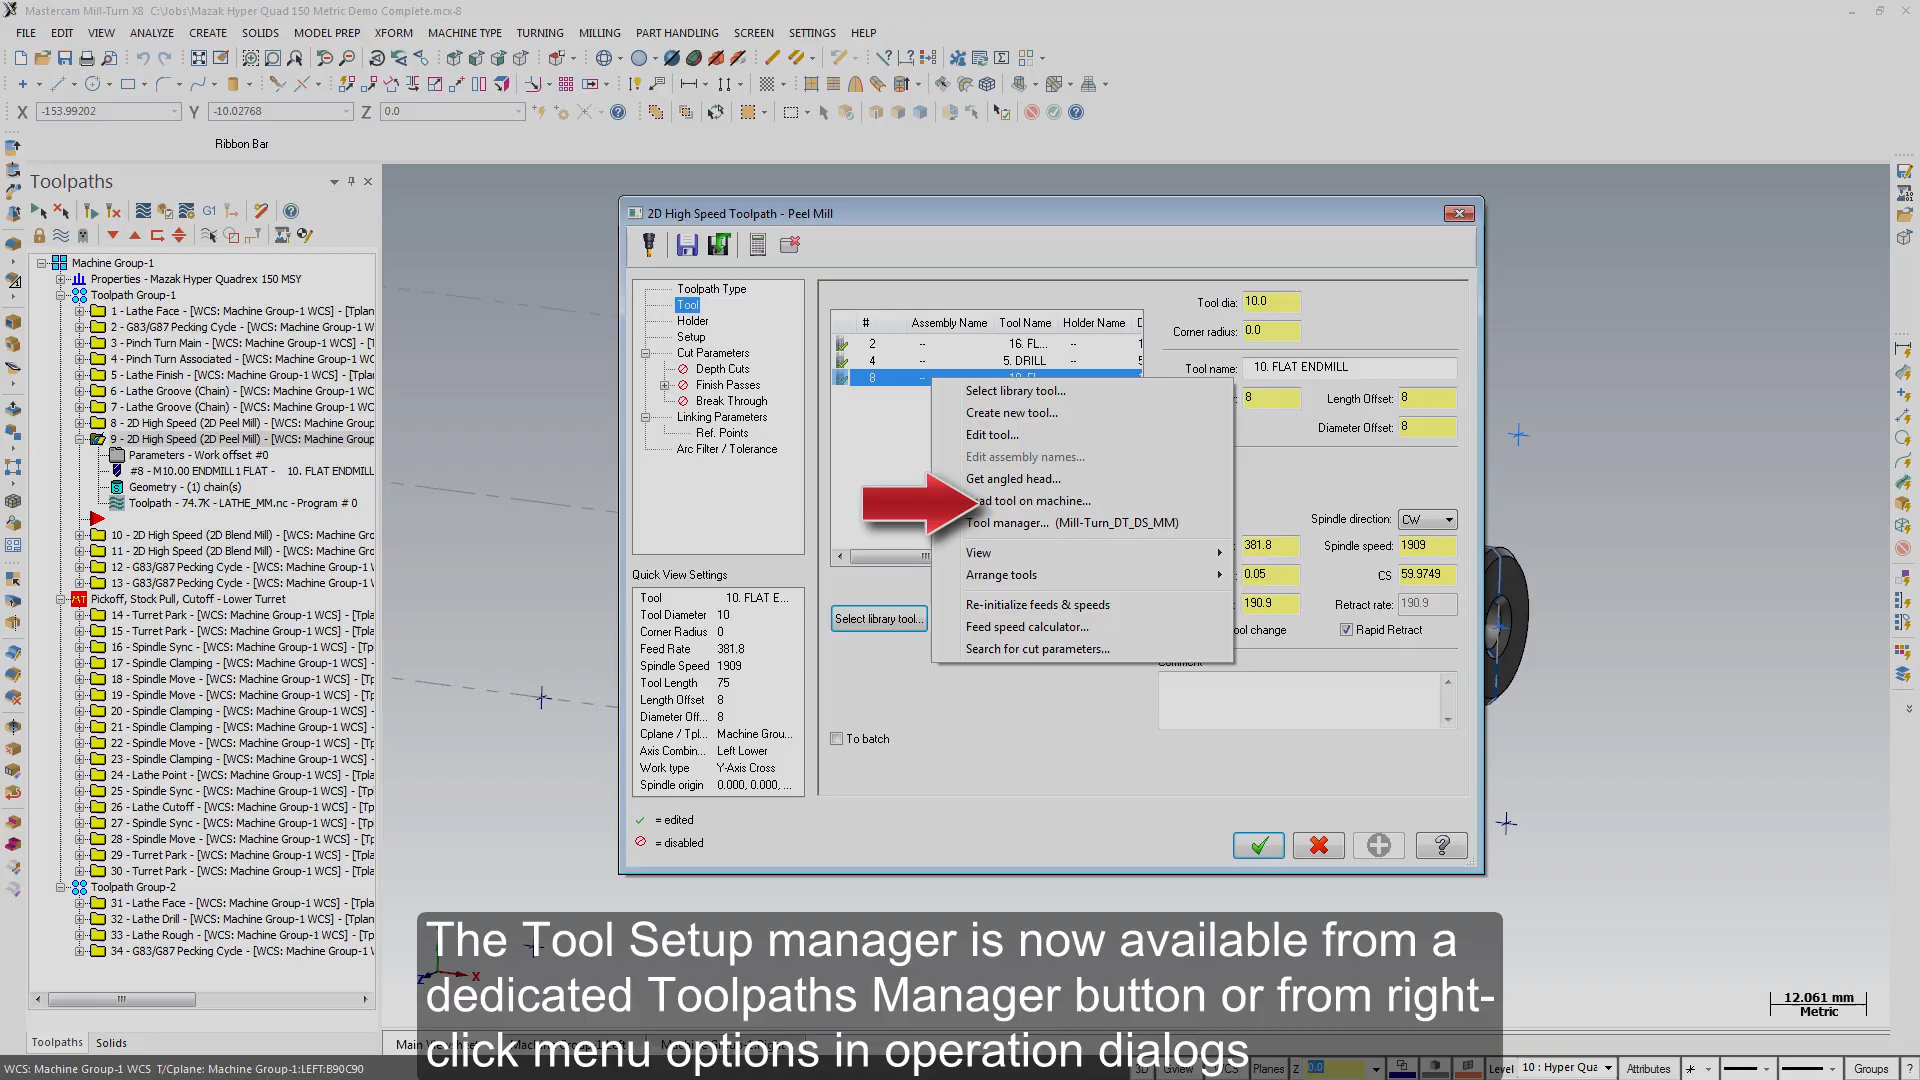 Mastercam Mill-Turn X8  C:\Jobs\Mazak Hyper Quad 150 Metric Demo Complete.mcx-8
FILE EDIT VIEW ANALYZE CREATE SOLIDS MODEL PREP XFORM MACHINE TYPE TURNING MILLING PART HANDLING SCREEN SETTINGS HELP
X -153.99202 Y -10.02768 Z 0.0
Ribbon Bar
Toolpaths
G1
Machine Group-1
Properties - Mazak Hyper Quadrex 150 MSY
Toolpath Group-1
1 - Lathe Face - [WCS: Machine Group-1 WCS] - [Tplan
2 - G83/G87 Pecking Cycle - [WCS: Machine Group-1 W
3 - Pinch Turn Main - [WCS: Machine Group-1 WCS] - [
4 - Pinch Turn Associated - [WCS: Machine Group-1 W
5 - Lathe Finish - [WCS: Machine Group-1 WCS] - [Tpla
6 - Lathe Groove (Chain) - [WCS: Machine Group-1 WC
7 - Lathe Groove (Chain) - [WCS: Machine Group-1 WC
8 - 2D High Speed (2D Peel Mill) - [WCS: Machine Group
9 - 2D High Speed (2D Peel Mill) - [WCS: Machine Group
Parameters - Work offset #0
#8 - M10.00 ENDMILL1 FLAT - 10. FLAT ENDMILL
Geometry - (1) chain(s)
Toolpath - 74.7K - LATHE_MM.nc - Program # 0
10 - 2D High Speed (2D Blend Mill) - [WCS: Machine Gro
11 - 2D High Speed (2D Blend Mill) - [WCS: Machine Gro
12 - G83/G87 Pecking Cycle - [WCS: Machine Group-1
13 - G83/G87 Pecking Cycle - [WCS: Machine Group-1
MT Pickoff, Stock Pull, Cutoff - Lower Turret
14 - Turret Park - [WCS: Machine Group-1 WCS] - [Tpla
15 - Turret Park - [WCS: Machine Group-1 WCS] - [Tpla
16 - Turret Park - [WCS: Machine Group-1 WCS] - [Tpla
17 - Spindle Clamping - [WCS: Machine Group-1 WCS] -
18 - Spindle Move - [WCS: Machine Group-1 WCS] - [Tp
19 - Spindle Move - [WCS: Machine Group-1 WCS] - [Tp
20 - Spindle Clamping - [WCS: Machine Group-1 WCS] -
21 - Spindle Clamping - [WCS: Machine Group-1 WCS] -
22 - Spindle Move - [WCS: Machine Group-1 WCS] - [Tp
23 - Spindle Clamping - [WCS: Machine Group-1 WCS] -
24 - Lathe Point - [WCS: Machine Group-1 WCS] - [Tpla
25 - Spindle Sync - [WCS: Machine Group-1 WCS] - [Tpl
26 - Lathe Cutoff - [WCS: Machine Group-1 WCS] - [Tpl
27 - Spindle Sync - [WCS: Machine Group-1 WCS] - [Tpl
28 - Spindle Move - [WCS: Machine Group-1 WCS] - [Tp
29 - Turret Park - [WCS: Machine Group-1 WCS] - [Tpla
30 - Turret Park - [WCS: Machine Group-1 WCS] - [Tpla
Toolpath Group-2
31 - Lathe Face - [WCS: Machine Group-1 WCS] - [Tpla
32 - Lathe Drill - [WCS: Machine Group-1 WCS] - [Tplan
33 - Lathe Rough - [WCS: Machine Group-1 WCS] - [Tpl
34 - G83/G87 Pecking Cycle - [WCS: Machine Group-1
Toolpaths Solids
2D High Speed Toolpath - Peel Mill
Toolpath Type
Tool
Holder
Setup
Cut Parameters
Depth Cuts
Finish Passes
Break Through
Linking Parameters
Ref. Points
Arc Filter / Tolerance
Quick View Settings
Tool 10. FLAT E...
Tool Diameter 10
Corner Radius 0
Feed Rate 381.8
Spindle Speed 1909
Tool Length 75
Length Offset 8
Diameter Off... 8
Cplane / Tpl... Machine Grou...
Axis Combin... Left Lower
Work type Y-Axis Cross
Spindle origin 0.000, 0.000, ...
= edited
= disabled
# Assembly Name Tool Name Holder Name
2 -- 16. FL... --
4 -- 5. DRILL --
8 --
Select library tool...
To batch
Select library tool...
Create new tool...
Edit tool...
Edit assembly names...
Get angled head...
ad tool on machine...
Tool manager... (Mill-Turn_DT_DS_MM)
View
Arrange tools
Re-initialize feeds & speeds
Feed speed calculator...
Search for cut parameters...
Tool dia: 10.0
Corner radius: 0.0
Tool name: 10. FLAT ENDMILL
8 Length Offset: 8
Diameter Offset: 8
Spindle direction: CW
381.8 Spindle speed: 1909
0.05 CS 59.9749
190.9 Retract rate: 190.9
ool change Rapid Retract
Comment
X
12.061 mm
Metric
The Tool Setup manager is now available from a
dedicated Toolpaths Manager button or from right-
click menu options in operation dialogs
WCS: Machine Group-1 WCS T/Cplane: Machine Group-1:LEFT:B90C90
3D Gview WCS Planes Z 0.0 Level 10 : Hyper Qua Attributes Groups ?